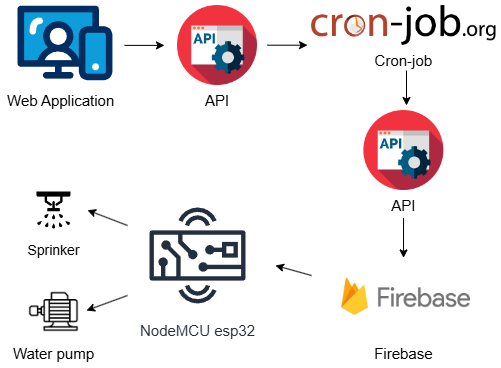 cron-job.org
API
Web Application
API
Cron-job
API
API
Sprinker
Firebase
NodeMCU esp32
Water pump
Firebase